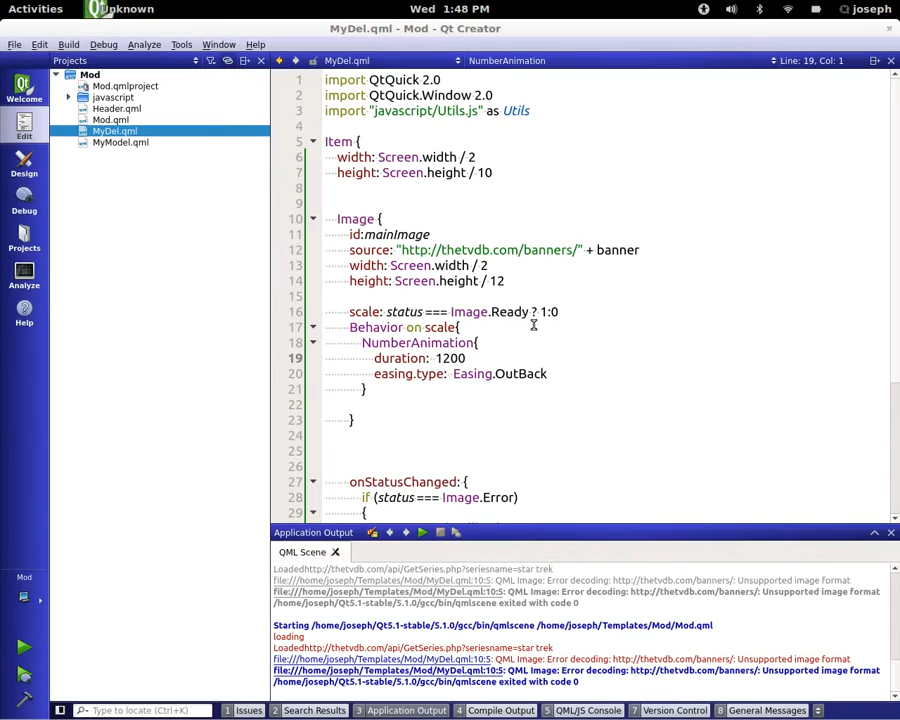 Activities
Unknown
Wed 1:48 PM
joseph
MyDel.qml - Mod - Qt Creator
File Edit Build Debug Analyze Tools Window Help
Projects
MyDel.qml
NumberAnimation
Line: 19, Col: 1
Welcome
Edit
Design
Debug
Projects
Analyze
Help
Mod
Mod
Mod.qmlproject
javascript
Header.qml
Mod.qml
MyDel.qml
MyModel.qml
1 import QtQuick 2.0
2 import QtQuick.Window 2.0
3 import "javascript/Utils.js" as Utils
4
5 Item {
6 width: Screen.width / 2
7 height: Screen.height / 10
8
9
10 Image {
11 id:mainImage
12 source: "http://thetvdb.com/banners/" + banner
13 width: Screen.width / 2
14 height: Screen.height / 12
15
16 scale: status === Image.Ready ? 1:0
17 Behavior on scale{
18 NumberAnimation{
19 duration: 1200
20 easing.type: Easing.OutBack
21 }
22
23 }
24
25
26
27 onStatusChanged: {
28 if (status === Image.Error)
29 {
Application Output
QML Scene
Loadedhttp://thetvdb.com/api/GetSeries.php?seriesname=star trek
file:///home/joseph/Templates/Mod/MyDel.qml:10:5: QML Image: Error decoding: http://thetvdb.com/banners/: Unsupported image format
file:///home/joseph/Templates/Mod/MyDel.qml:10:5: QML Image: Error decoding: http://thetvdb.com/banners/: Unsupported image format
/home/joseph/Qt5.1-stable/5.1.0/gcc/bin/qmlscene exited with code 0
Starting /home/joseph/Qt5.1-stable/5.1.0/gcc/bin/qmlscene /home/joseph/Templates/Mod/Mod.qml
loading
Loadedhttp://thetvdb.com/api/GetSeries.php?seriesname=star trek
file:///home/joseph/Templates/Mod/MyDel.qml:10:5: QML Image: Error decoding: http://thetvdb.com/banners/: Unsupported image format
file:///home/joseph/Templates/Mod/MyDel.qml:10:5: QML Image: Error decoding: http://thetvdb.com/banners/: Unsupported image format
/home/joseph/Qt5.1-stable/5.1.0/gcc/bin/qmlscene exited with code 0
Type to locate (Ctrl+K)
1 Issues
2 Search Results
3 Application Output
4 Compile Output
5 QML/JS Console
7 Version Control
8 General Messages